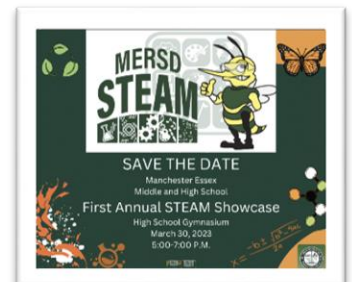 MERSD
STEAM
SAVE THE DATE
Manchester Essex
Middle and High School
First Annual STEAM Showcase
High School Gymnasium
March 30, 2023
5:00-7:00 P.M.